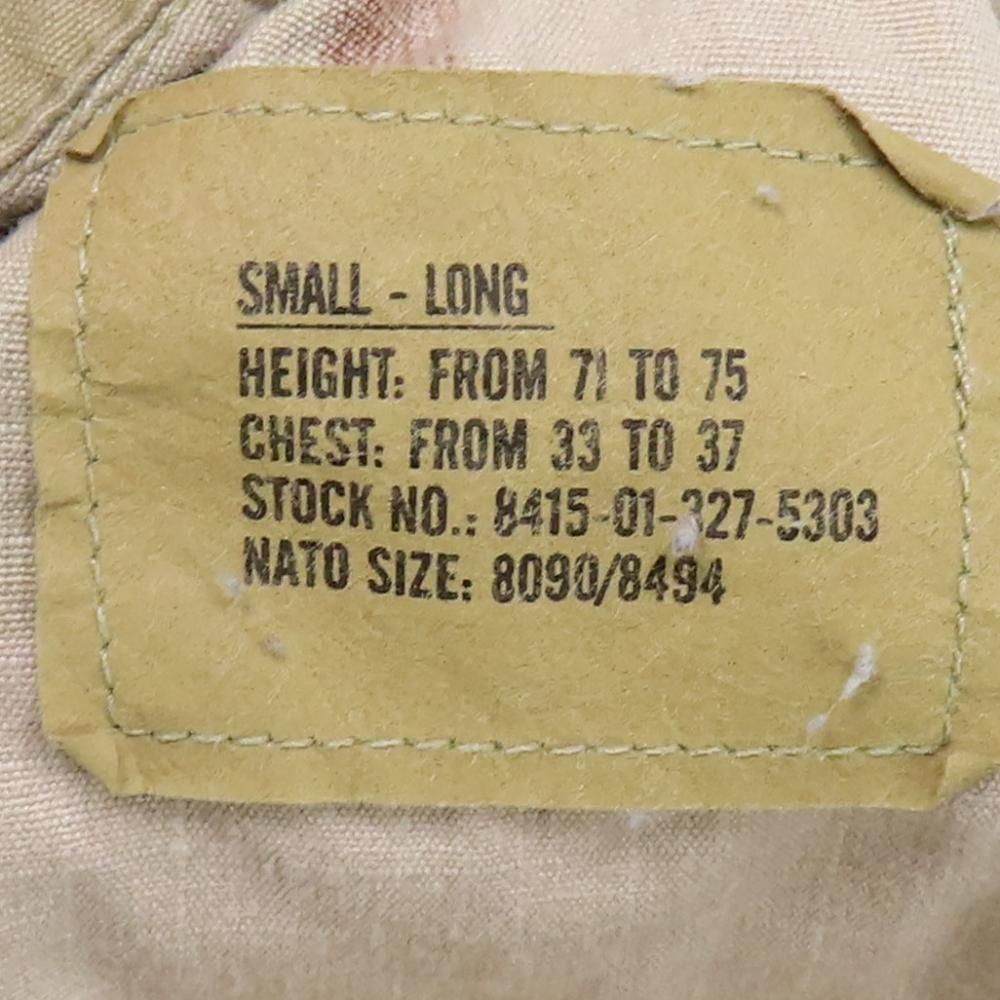 SMALL - LONG
HEIGHT: FROM 71 TO 75
CHEST: FROM 33 TO 37
STOCK NO.: 8415-01-327-5303
NATO SIZE: 8090/8494